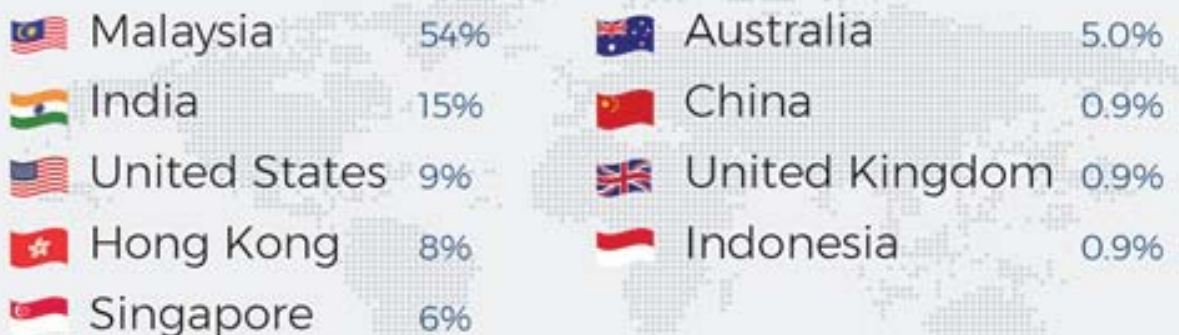 Malaysia 54%
India 15%
United States 9%
Hong Kong 8%
Singapore 6%
Australia 5.0%
China 0.9%
United Kingdom 0.9%
Indonesia 0.9%